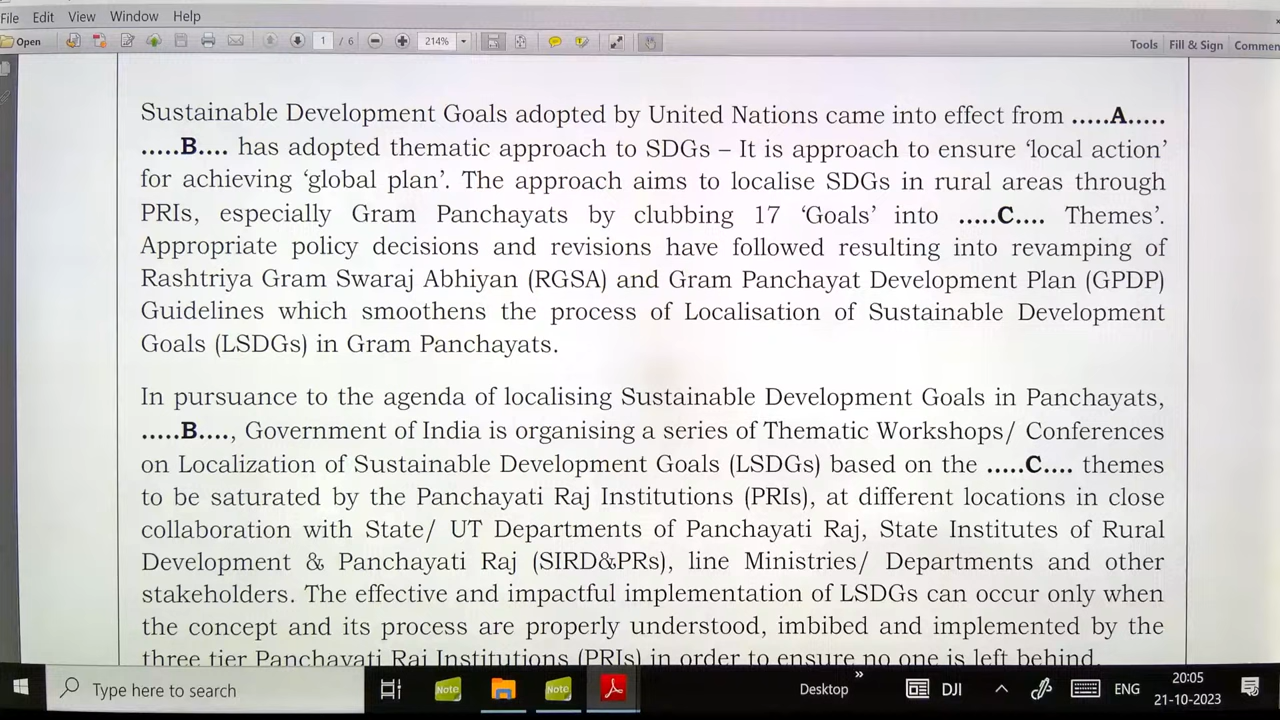 File Edit View Window Help
Open 1 / 6 214% Tools Fill & Sign Commen
Sustainable Development Goals adopted by United Nations came into effect from .....A.....
.....B.... has adopted thematic approach to SDGs – It is approach to ensure ‘local action’
for achieving ‘global plan’. The approach aims to localise SDGs in rural areas through
PRIs, especially Gram Panchayats by clubbing 17 ‘Goals’ into .....C.... Themes’.
Appropriate policy decisions and revisions have followed resulting into revamping of
Rashtriya Gram Swaraj Abhiyan (RGSA) and Gram Panchayat Development Plan (GPDP)
Guidelines which smoothens the process of Localisation of Sustainable Development
Goals (LSDGs) in Gram Panchayats.
In pursuance to the agenda of localising Sustainable Development Goals in Panchayats,
.....B...., Government of India is organising a series of Thematic Workshops/ Conferences
on Localization of Sustainable Development Goals (LSDGs) based on the .....C.... themes
to be saturated by the Panchayati Raj Institutions (PRIs), at different locations in close
collaboration with State/ UT Departments of Panchayati Raj, State Institutes of Rural
Development & Panchayati Raj (SIRD&PRs), line Ministries/ Departments and other
stakeholders. The effective and impactful implementation of LSDGs can occur only when
the concept and its process are properly understood, imbibed and implemented by the
three tier Panchayati Raj Institutions (PRIs) in order to ensure no one is left behind.
Type here to search Note Note Desktop » DJI ENG 20:05
21-10-2023